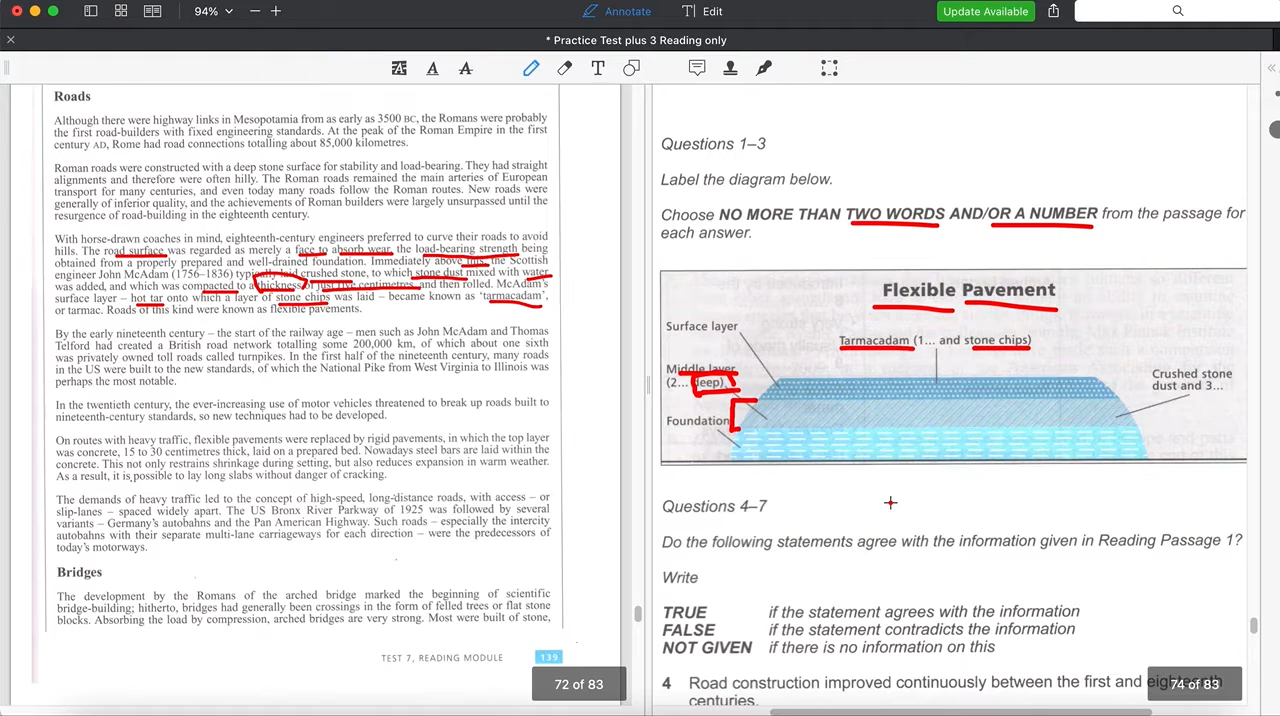 94%
Annotate
Edit
Update Available
* Practice Test plus 3 Reading only
Roads
Although there were highway links in Mesopotamia from as early as 3500 BC, the Romans were probably
the first road-builders with fixed engineering standards. At the peak of the Roman Empire in the first
century AD, Rome had road connections totalling about 85,000 kilometres.
Roman roads were constructed with a deep stone surface for stability and load-bearing. They had straight
alignments and therefore were often hilly. The Roman roads remained the main arteries of European
transport for many centuries, and even today many roads follow the Roman routes. New roads were
generally of inferior quality, and the achievements of Roman builders were largely unsurpassed until the
resurgence of road-building in the eighteenth century.
With horse-drawn coaches in mind, eighteenth-century engineers preferred to curve their roads to avoid
hills. The road surface was regarded as merely a face to absorb wear, the load-bearing strength being
obtained from a properly prepared and well-drained foundation. Immediately above this, the Scottish
engineer John McAdam (1756–1836) typically laid crushed stone, to which stone dust mixed with water
was added, and which was compacted to a thickness of just five centimetres, and then rolled. McAdam's
surface layer – hot tar onto which a layer of stone chips was laid – became known as 'tarmacadam',
or tarmac. Roads of this kind were known as flexible pavements.
By the early nineteenth century – the start of the railway age – men such as John McAdam and Thomas
Telford had created a British road network totalling some 200,000 km, of which about one sixth
was privately owned toll roads called turnpikes. In the first half of the nineteenth century, many roads
in the US were built to the new standards, of which the National Pike from West Virginia to Illinois was
perhaps the most notable.
In the twentieth century, the ever-increasing use of motor vehicles threatened to break up roads built to
nineteenth-century standards, so new techniques had to be developed.
On routes with heavy traffic, flexible pavements were replaced by rigid pavements, in which the top layer
was concrete, 15 to 30 centimetres thick, laid on a prepared bed. Nowadays steel bars are laid within the
concrete. This not only restrains shrinkage during setting, but also reduces expansion in warm weather.
As a result, it is possible to lay long slabs without danger of cracking.
The demands of heavy traffic led to the concept of high-speed, long-distance roads, with access – or
slip-lanes – spaced widely apart. The US Bronx River Parkway of 1925 was followed by several
variants – Germany's autobahns and the Pan American Highway. Such roads – especially the intercity
autobahns with their separate multi-lane carriageways for each direction – were the predecessors of
today's motorways.
Bridges
The development by the Romans of the arched bridge marked the beginning of scientific
bridge-building; hitherto, bridges had generally been crossings in the form of felled trees or flat stone
blocks. Absorbing the load by compression, arched bridges are very strong. Most were built of stone,
TEST 7, READING MODULE 139
72 of 83
Questions 1–3
Label the diagram below.
Choose NO MORE THAN TWO WORDS AND/OR A NUMBER from the passage for
each answer.
Flexible Pavement
Surface layer
Tarmacadam (1... and stone chips)
Middle layer
(2... deep)
Crushed stone
dust and 3...
Foundation
Questions 4–7
Do the following statements agree with the information given in Reading Passage 1?
Write
TRUE if the statement agrees with the information
FALSE if the statement contradicts the information
NOT GIVEN if there is no information on this
4 Road construction improved continuously between the first and eighteenth
centuries.
74 of 83